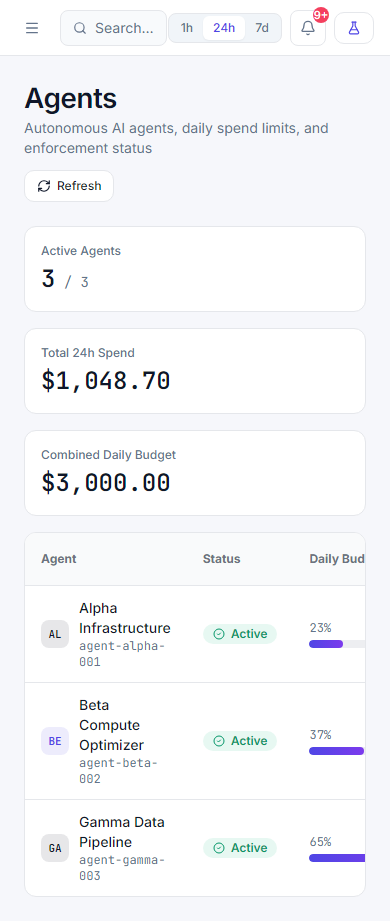 Search... 1h 24h 7d 9+
Agents
Autonomous AI agents, daily spend limits, and
enforcement status
Refresh
Active Agents
3 / 3
Total 24h Spend
$1,048.70
Combined Daily Budget
$3,000.00
Agent Status Daily Bud
AL
Alpha
Infrastructure
agent-alpha-
001
Active
23%
BE
Beta
Compute
Optimizer
agent-beta-
002
Active
37%
GA
Gamma Data
Pipeline
agent-gamma-
003
Active
65%